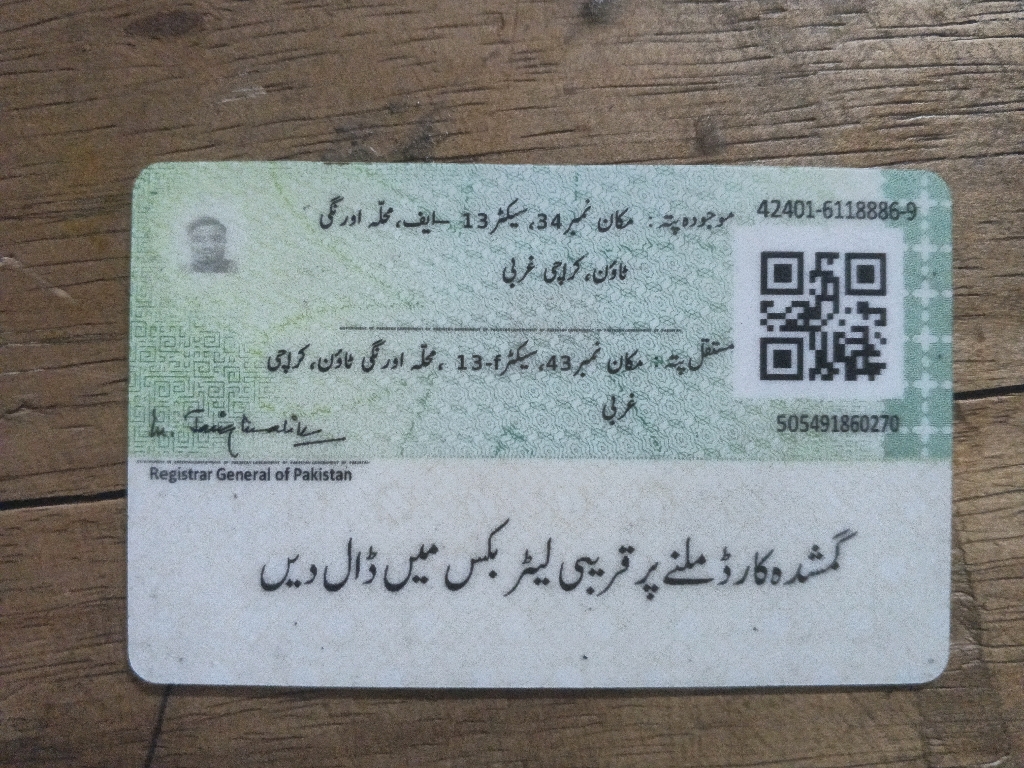 42401-6118886-9
موجودہ پتہ: مکان نمبر 34، سیکٹر 13 ۔ایف، محلّہ اورنگی
ٹاؤن، کراچی غربی
مستقل پتہ: مکان نمبر 43، سیکٹر 13-f ، محلّہ اورنگی ٹاؤن، کراچی
غربی
505491860270
Registrar General of Pakistan
گمشدہ کارڈ ملنے پر قریبی لیٹر بکس میں ڈال دیں